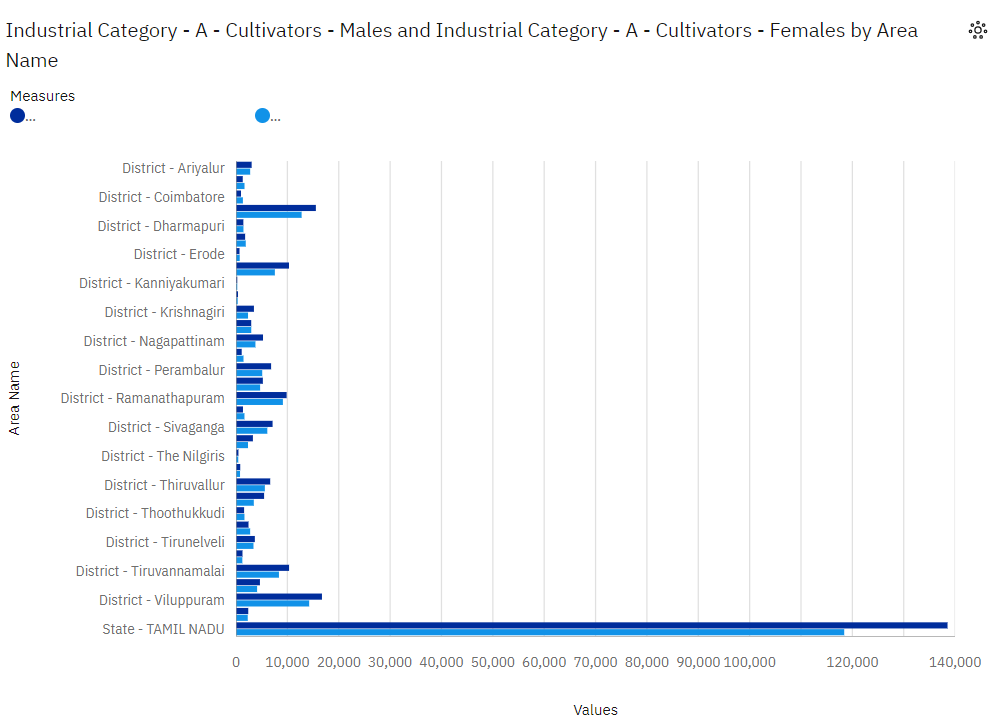 Industrial Category - A - Cultivators - Males and Industrial Category - A - Cultivators - Females by Area
Name
Measures
...
...
District - Ariyalur
District - Coimbatore
District - Dharmapuri
District - Erode
District - Kanniyakumari
District - Krishnagiri
District - Nagapattinam
District - Perambalur
District - Ramanathapuram
District - Sivaganga
District - The Nilgiris
District - Thiruvallur
District - Thoothukkudi
District - Tirunelveli
District - Tiruvannamalai
District - Viluppuram
State - TAMIL NADU
Area Name
0 10,000 20,000 30,000 40,000 50,000 60,000 70,000 80,000 90,000 100,000 120,000 140,000
Values